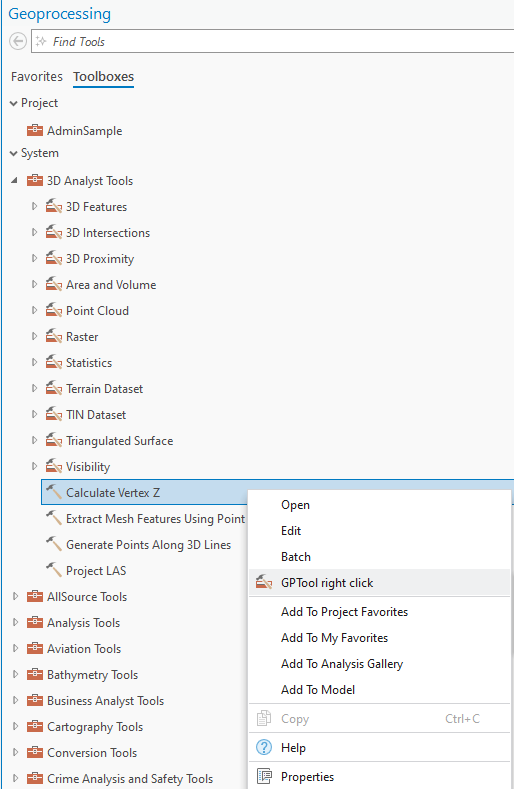 Geoprocessing
Find Tools
Favorites Toolboxes
Project
AdminSample
System
3D Analyst Tools
3D Features
3D Intersections
3D Proximity
Area and Volume
Point Cloud
Raster
Statistics
Terrain Dataset
TIN Dataset
Triangulated Surface
Visibility
Calculate Vertex Z
Extract Mesh Features Using Point
Generate Points Along 3D Lines
Project LAS
AllSource Tools
Analysis Tools
Aviation Tools
Bathymetry Tools
Business Analyst Tools
Cartography Tools
Conversion Tools
Crime Analysis and Safety Tools
Open
Edit
Batch
GPTool right click
Add To Project Favorites
Add To My Favorites
Add To Analysis Gallery
Add To Model
Copy Ctrl+C
Help
Properties